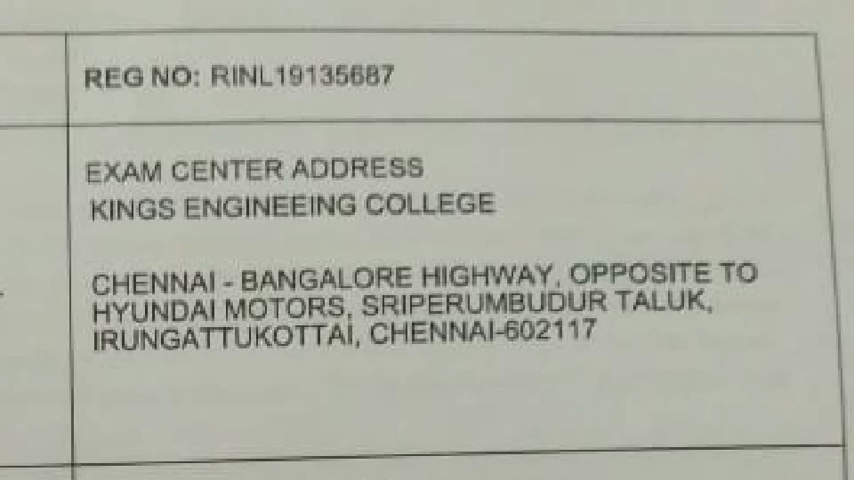 REG NO: RINL19135687
EXAM CENTER ADDRESS
KINGS ENGINEEING COLLEGE
CHENNAI - BANGALORE HIGHWAY, OPPOSITE TO
HYUNDAI MOTORS, SRIPERUMBUDUR TALUK,
IRUNGATTUKOTTAI, CHENNAI-602117